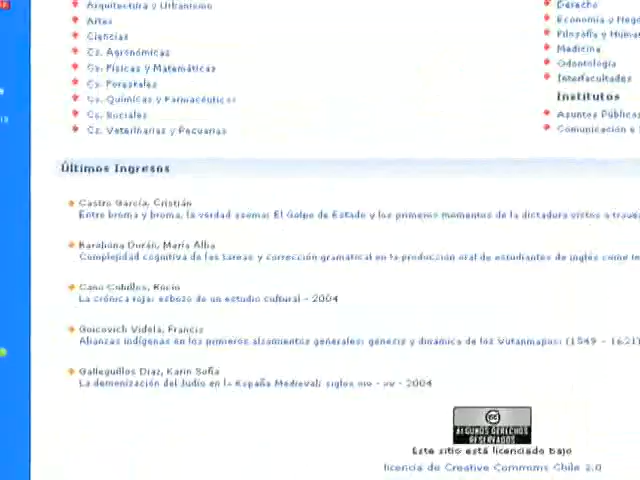 Arquitectura y Urbanismo
Artes
Ciencias
Cs. Agronómicas
Cs. Físicas y Matemáticas
Cs. Forestales
Cs. Químicas y Farmacéuticas
Cs. Sociales
Cs. Veterinarias y Pecuarias
Derecho
Economía y Nego
Filosofía y Human
Medicina
Odontología
Interfacultades
Institutos
Asuntos Públicos
Comunicación e
Últimos Ingresos
Castro García, Cristián
Entre broma y broma, la verdad asoma: El Golpe de Estado y los primeros momentos de la dictadura vistos a travé
Barahona Durán, María Alba
Complejidad cognitiva de las tareas y corrección gramatical en la producción oral de estudiantes de inglés como
Cano Cubillos, Rocío
La crónica roja: esbozo de un estudio cultural - 2004
Goicovich Videla, Francis
Alianzas indígenas en los primeros alzamientos generales: génesis y dinámica de los Vutanmapus: (1549 - 1621)
Galleguillos Díaz, Karin Sofía
La demonización del Judío en la España Medieval: siglos XIII - XV - 2004
ALGUNOS DERECHOS
RESERVADOS
Este sitio está licenciado bajo
licencia de Creative Commons Chile 2.0